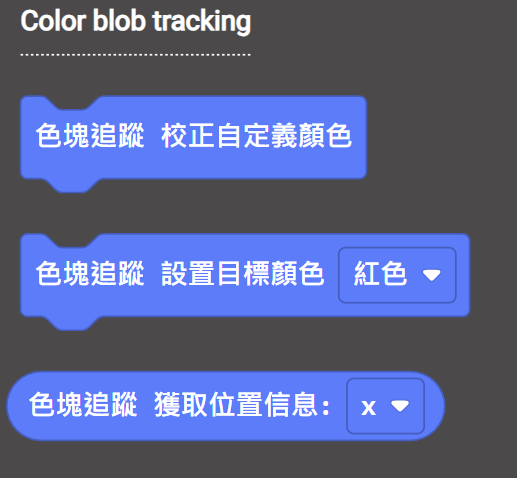 Color blob tracking
色塊追蹤 校正自定義顏色
色塊追蹤 設置目標顏色 紅色
色塊追蹤 獲取位置信息: x